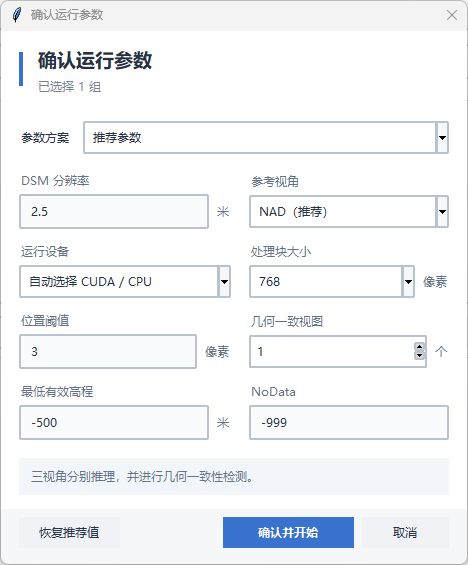 确认运行参数
确认运行参数
已选择 1 组
参数方案 推荐参数
DSM 分辨率 参考视角
2.5 米 NAD（推荐）
运行设备 处理块大小
自动选择 CUDA / CPU 768 像素
位置阈值 几何一致视图
3 像素 1 个
最低有效高程 NoData
-500 米 -999
三视角分别推理，并进行几何一致性检测。
恢复推荐值 确认并开始 取消